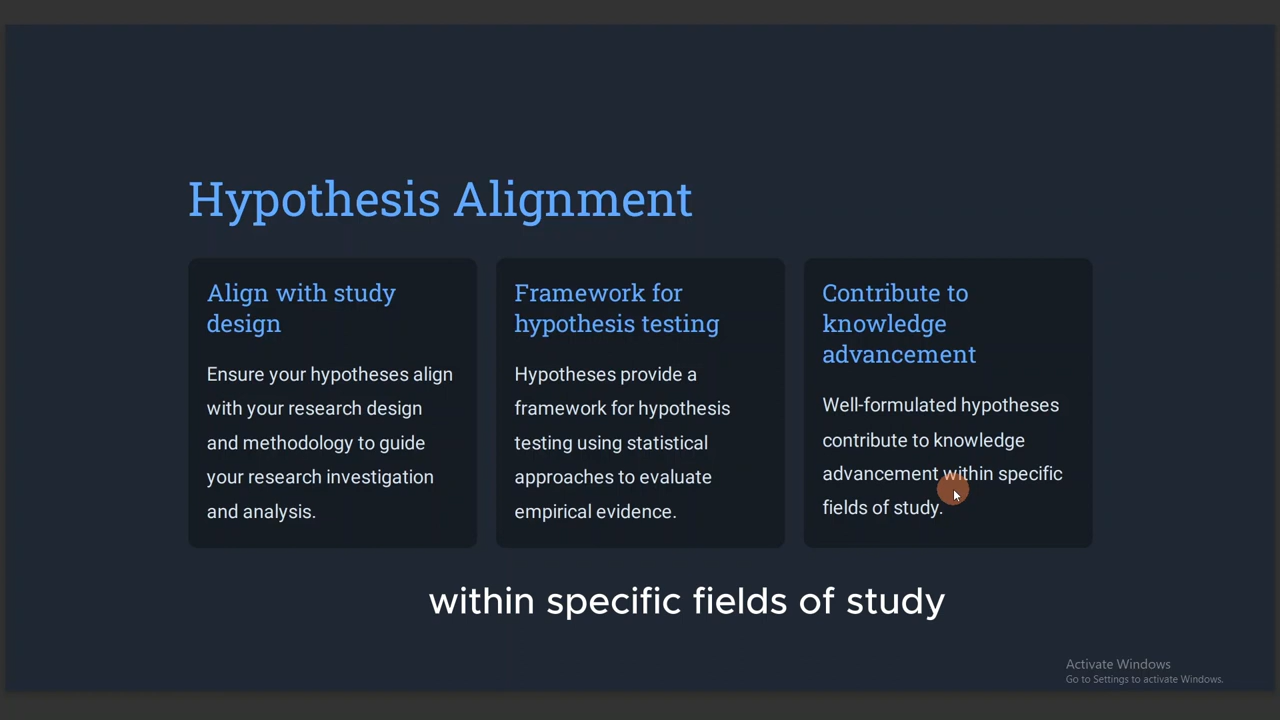 Hypothesis Alignment
Align with study
design
Ensure your hypotheses align
with your research design
and methodology to guide
your research investigation
and analysis.
Framework for
hypothesis testing
Hypotheses provide a
framework for hypothesis
testing using statistical
approaches to evaluate
empirical evidence.
Contribute to
knowledge
advancement
Well-formulated hypotheses
contribute to knowledge
advancement within specific
fields of study.
within specific fields of study
Activate Windows
Go to Settings to activate Windows.